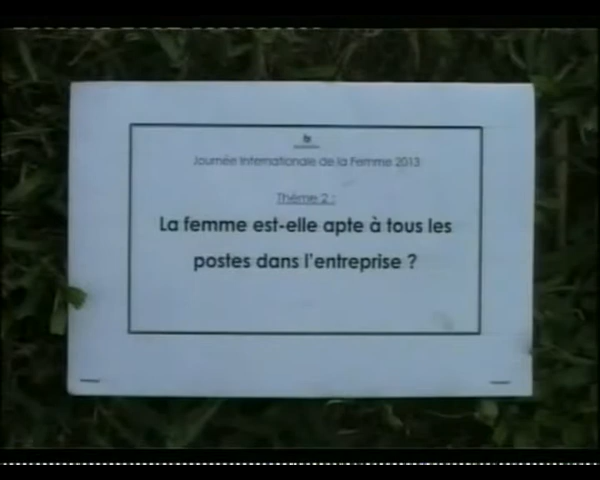 Journée Internationale de la Femme 2013
Thème 2 :
La femme est-elle apte à tous les
postes dans l'entreprise ?